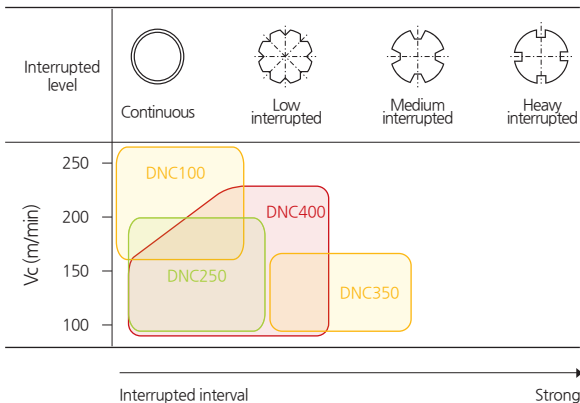 Interrupted
level
Continuous
Low
interrupted
Medium
interrupted
Heavy
interrupted
Vc (m/min)
250
200
150
100
DNC100
DNC400
DNC250
DNC350
Interrupted interval
Strong